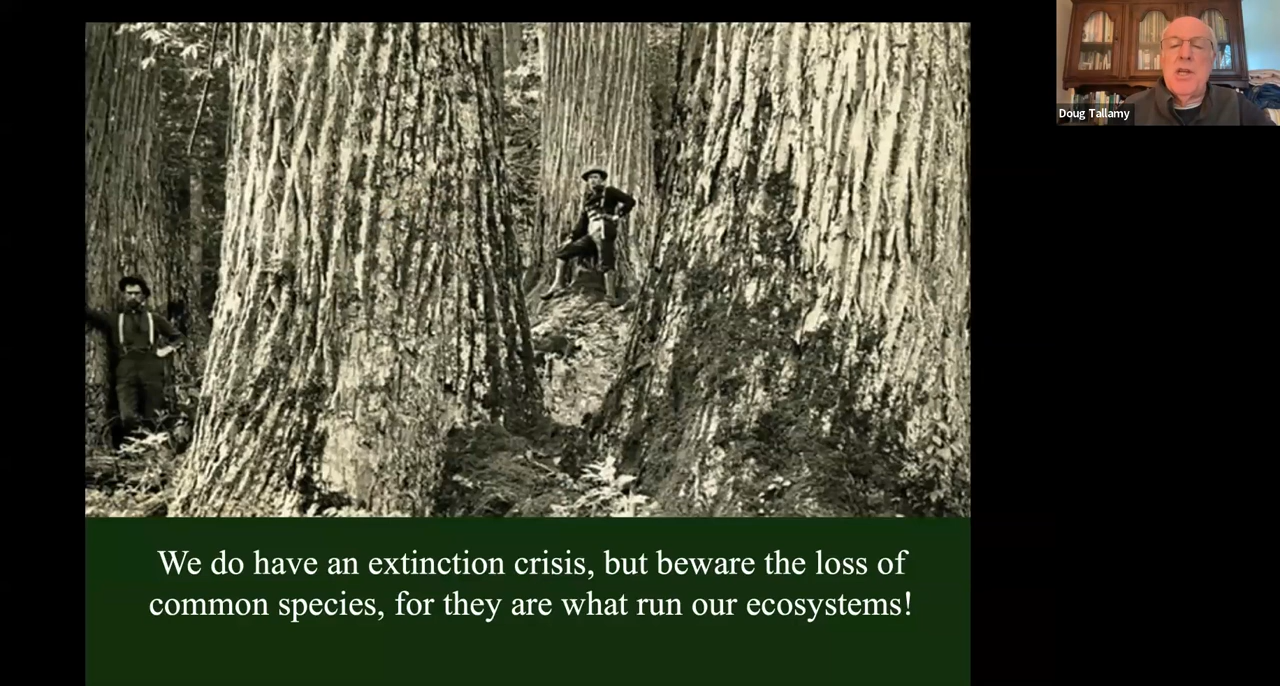 Doug Tallamy
We do have an extinction crisis, but beware the loss of
common species, for they are what run our ecosystems!